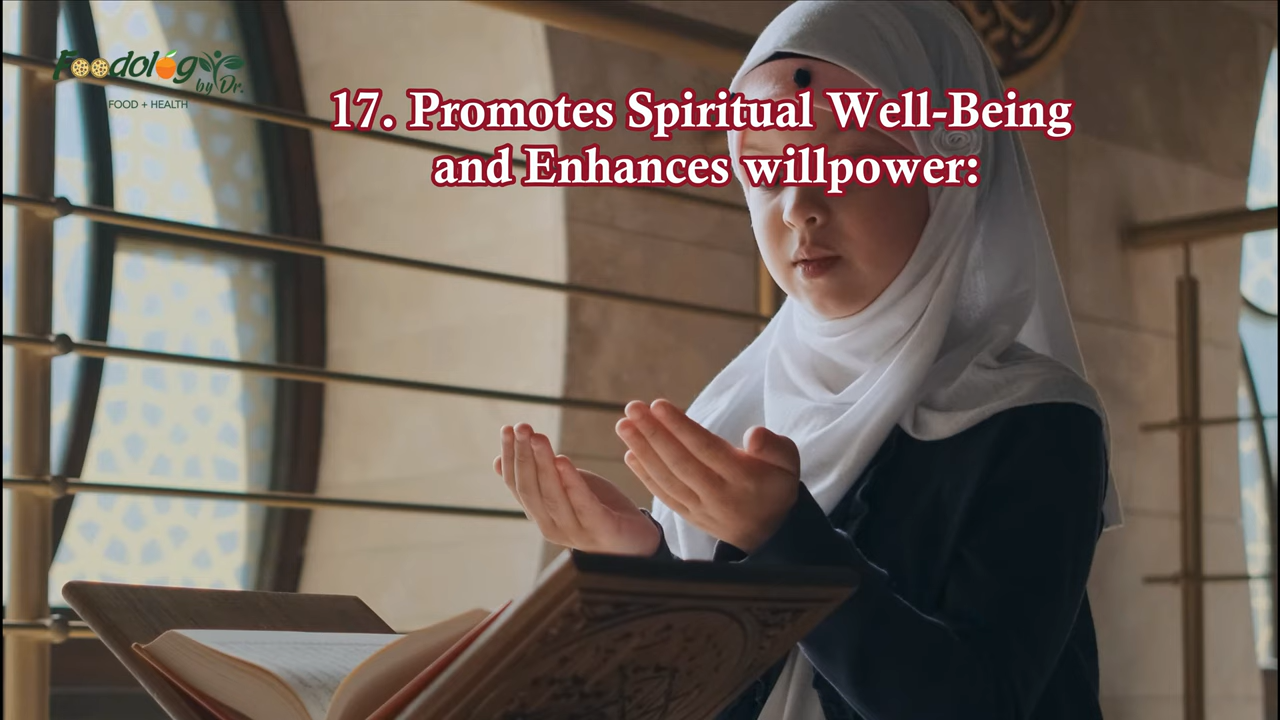 Foodology
by Dr.
FOOD + HEALTH
17. Promotes Spiritual Well-Being
and Enhances willpower: